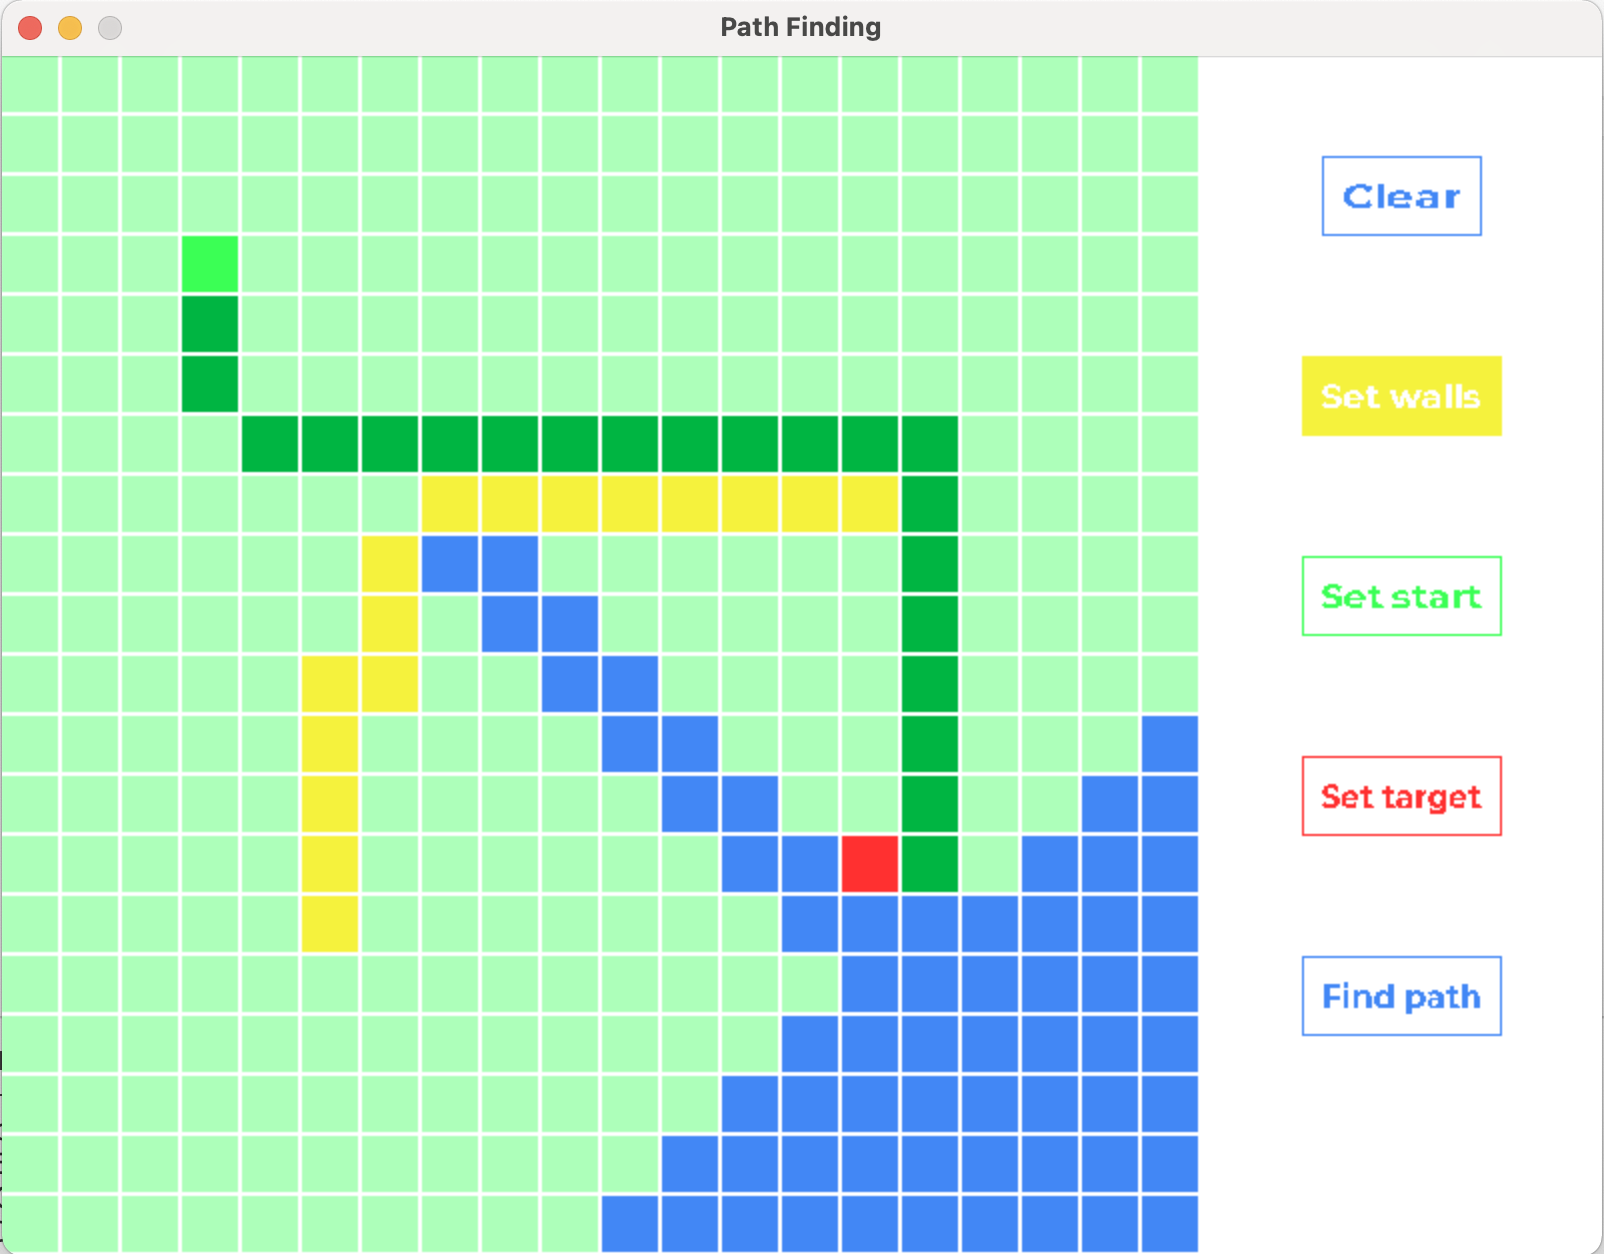 Path Finding
Clear
Set walls
Set start
Set target
Find path